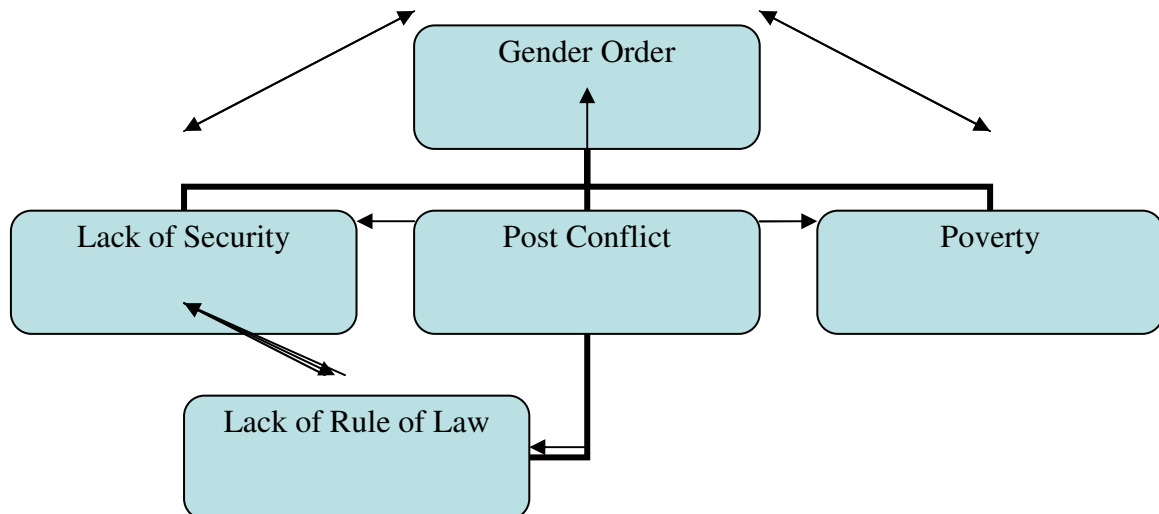 Gender Order
Lack of Security
Post Conflict
Poverty
Lack of Rule of Law